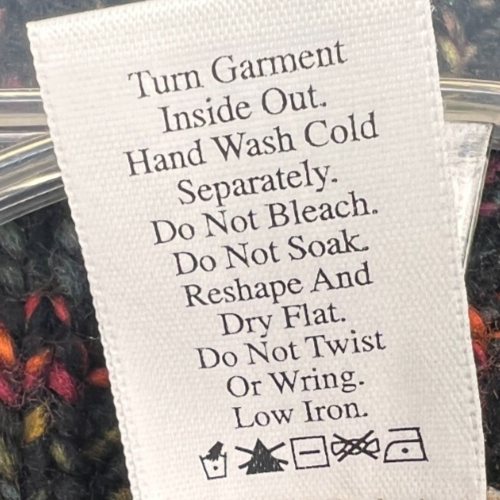 Turn Garment
Inside Out.
Hand Wash Cold
Separately.
Do Not Bleach.
Do Not Soak.
Reshape And
Dry Flat.
Do Not Twist
Or Wring.
Low Iron.